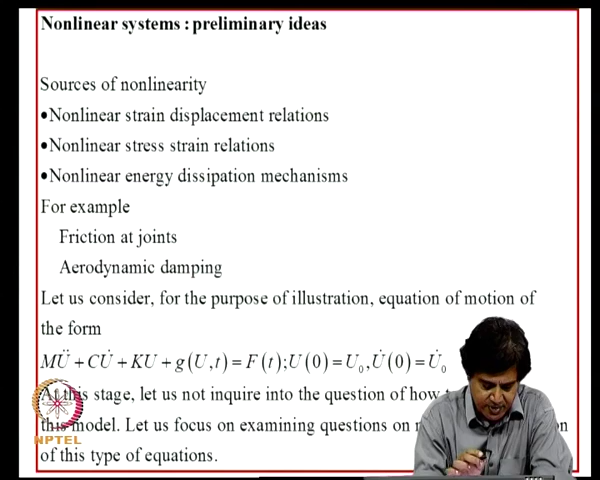 Nonlinear systems : preliminary ideas
Sources of nonlinearity
•Nonlinear strain displacement relations
•Nonlinear stress strain relations
•Nonlinear energy dissipation mechanisms
For example
Friction at joints
Aerodynamic damping
Let us consider, for the purpose of illustration, equation of motion of
the form
MÜ + CU̇ + KU + g(U,t) = F(t); U(0) = U₀, U̇(0) = U̇₀
At this stage, let us not inquire into the question of how
this model. Let us focus on examining questions on
of this type of equations.
NPTEL